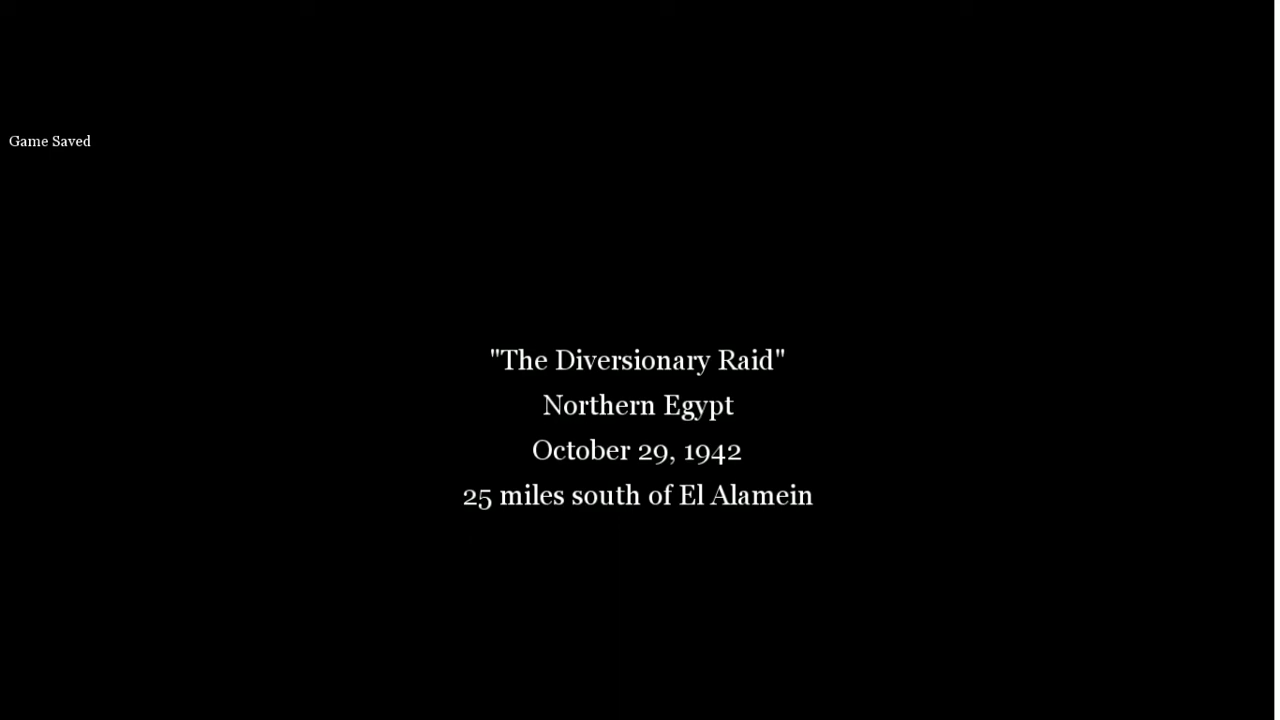 Game Saved
"The Diversionary Raid"
Northern Egypt
October 29, 1942
25 miles south of El Alamein